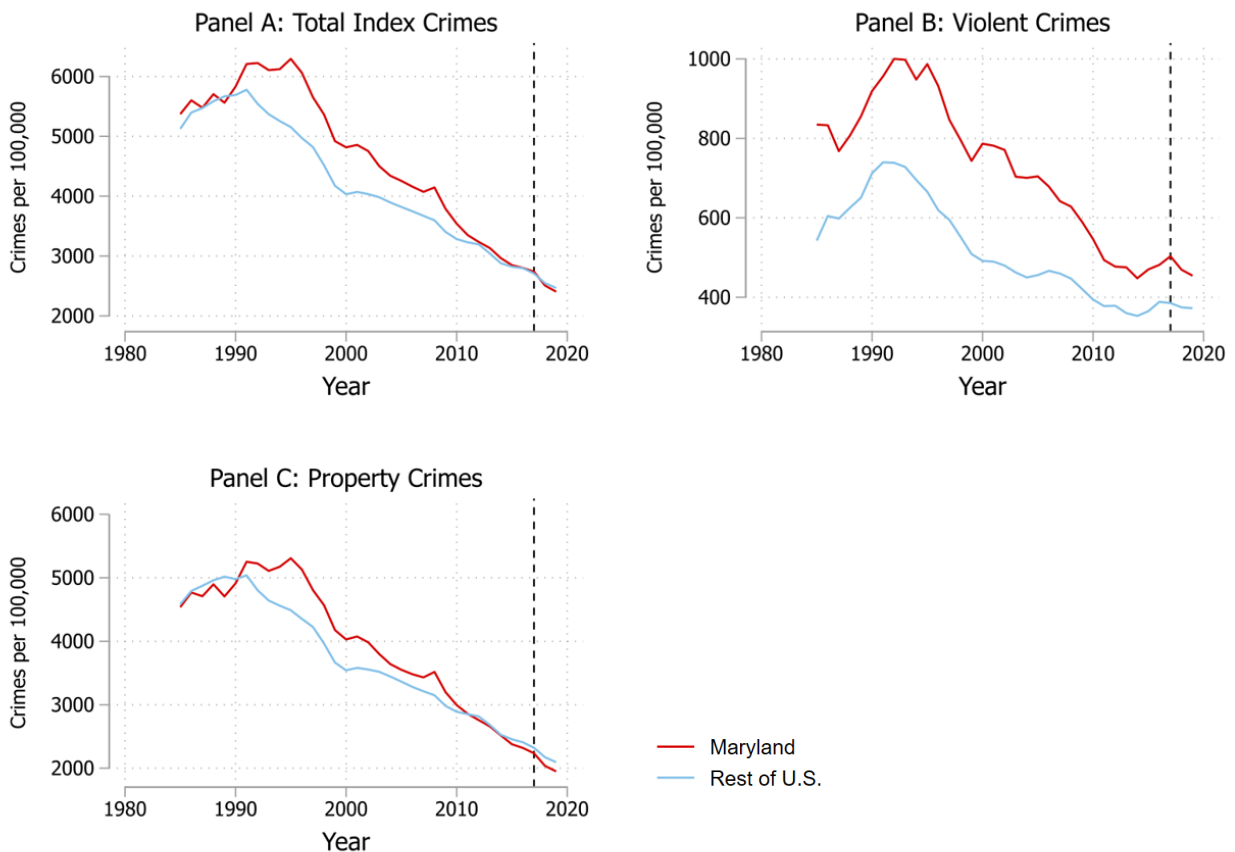 Panel A: Total Index Crimes
Crimes per 100,000
6000
5000
4000
3000
2000
1980 1990 2000 2010 2020
Year
Panel B: Violent Crimes
Crimes per 100,000
1000
800
600
400
1980 1990 2000 2010 2020
Year
Panel C: Property Crimes
Crimes per 100,000
6000
5000
4000
3000
2000
1980 1990 2000 2010 2020
Year
Maryland
Rest of U.S.